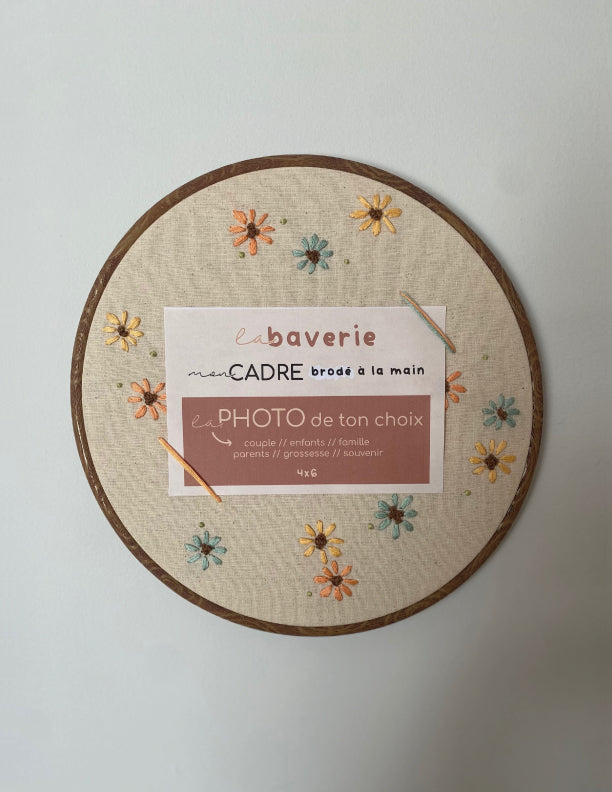 la baverie
mon CADRE brodé à la main
la PHOTO de ton choix
couple // enfants // famille
parents // grossesse // souvenir
4x6